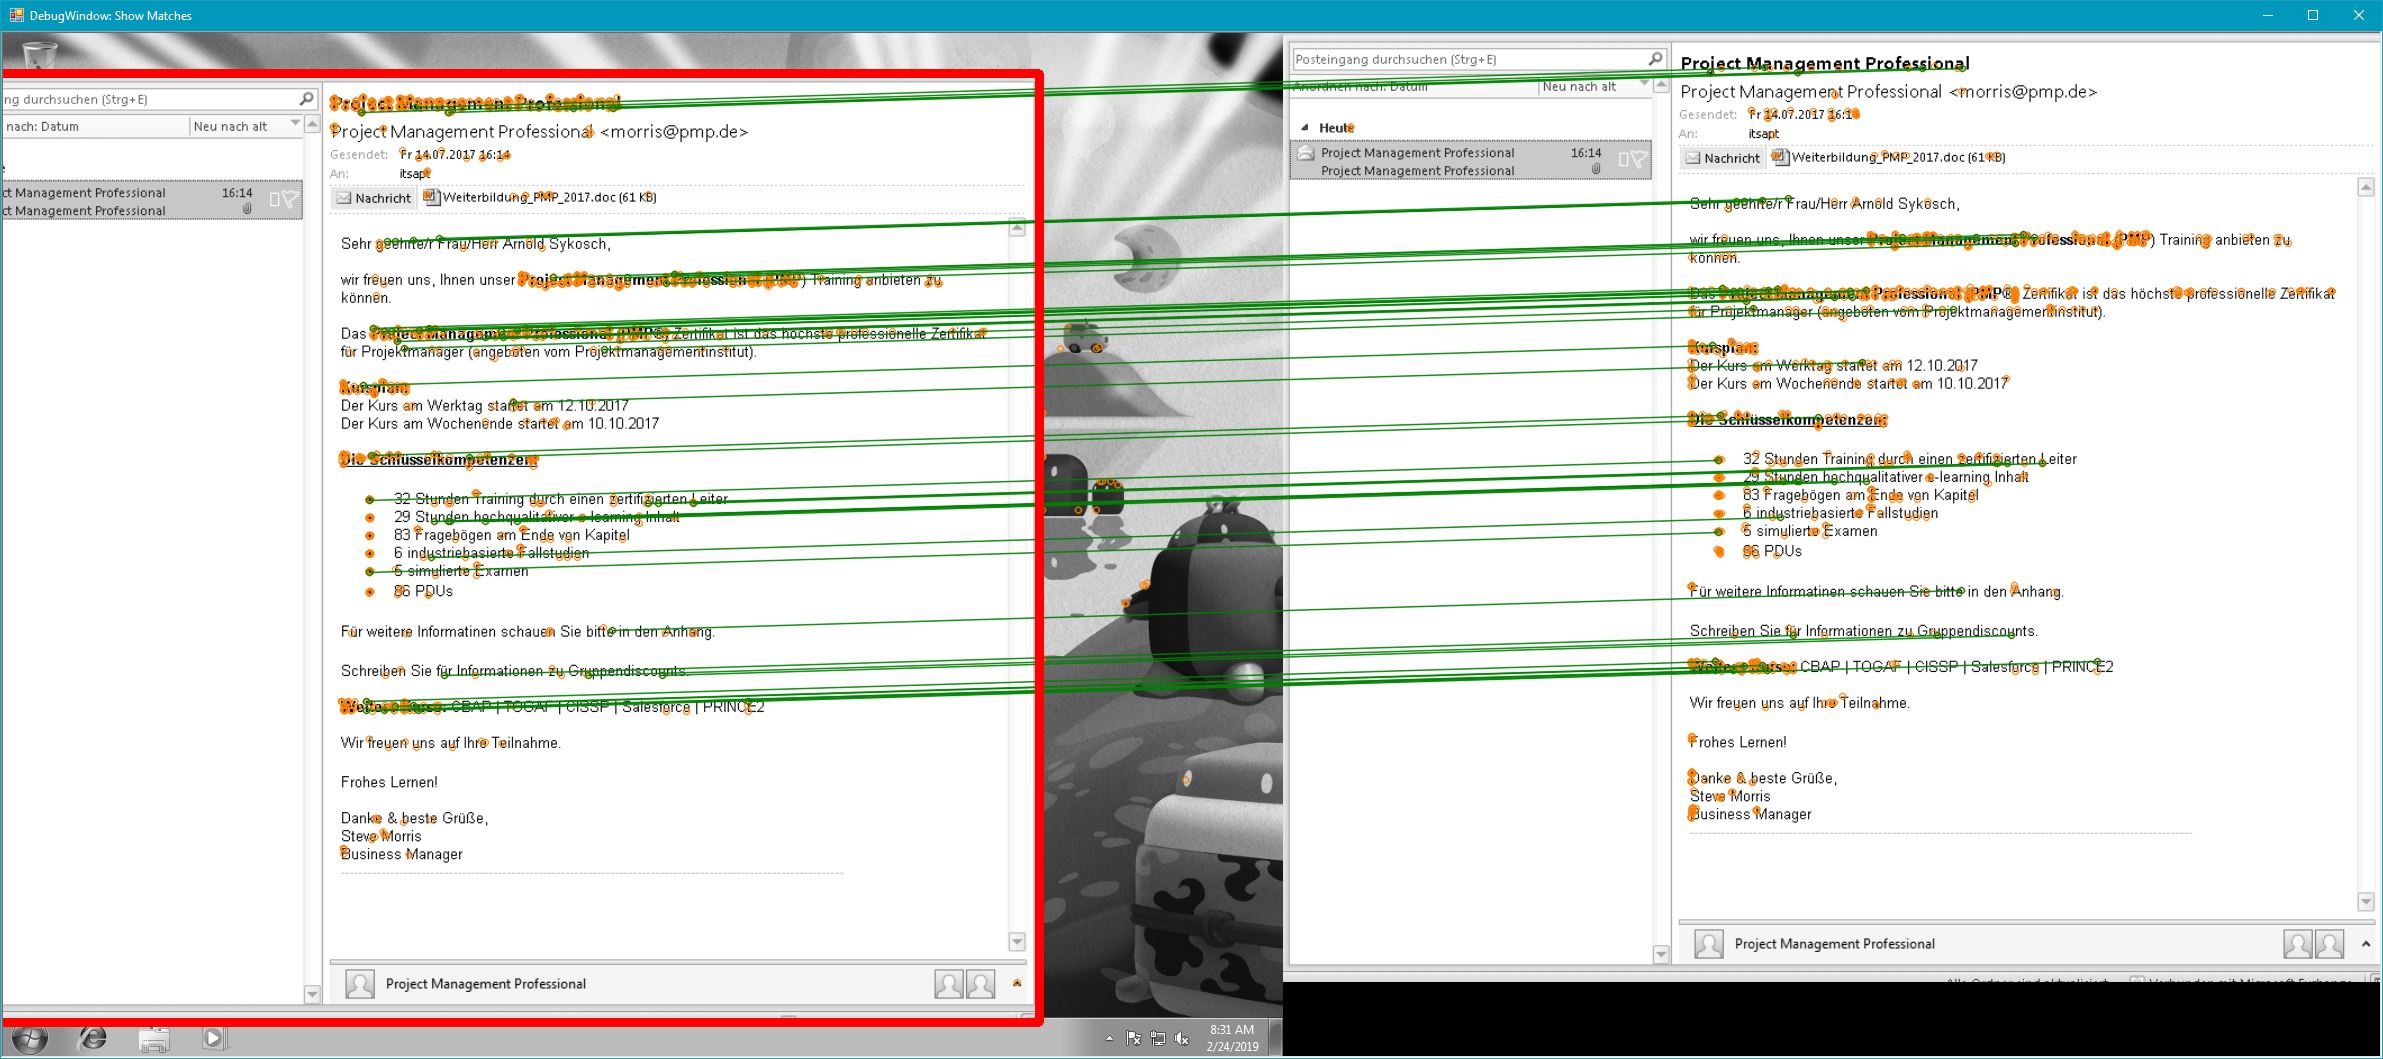 DebugWindow: Show Matches
ng durchsuchen (Strg+E)
nach: Datum
Neu nach alt
ct Management Professional 16:14
ct Management Professional
Project Management Professional
Project Management Professional <morris@pmp.de>
Gesendet: Fr 14.07.2017 16:14
An: itsapt
Nachricht Weiterbildung_PMP_2017.doc (61 KB)
Sehr geehrte/r Frau/Herr Arnold Sykosch,
wir freuen uns, Ihnen unser Project Management Professional (PMP) Training anbieten zu
können.
Das Project Management Professional (PMP®) Zertifikat ist das höchste professionelle Zertifikat
für Projektmanager (angeboten vom Projektmanagementinstitut).
Kursplan:
Der Kurs am Werktag startet am 12.10.2017
Der Kurs am Wochenende startet am 10.10.2017
Die Schlüsselkompetenzen:
32 Stunden Training durch einen zertifizierten Leiter
29 Stunden hochqualitativer e-learning Inhalt
83 Fragebögen am Ende von Kapitel
6 industriebasierte Fallstudien
5 simulierte Examen
86 PDUs
Für weitere Informatinen schauen Sie bitte in den Anhang.
Schreiben Sie für Informationen zu Gruppendiscounts.
Weitere Kurse: CBAP | TOGAF | CISSP | Salesforce | PRINCE2
Wir freuen uns auf Ihre Teilnahme.
Frohes Lernen!
Danke & beste Grüße,
Steve Morris
Business Manager
Project Management Professional
8:31 AM
2/24/2019
Posteingang durchsuchen (Strg+E)
Anordnen nach: Datum
Neu nach alt
Heute
Project Management Professional 16:14
Project Management Professional
Project Management Professional
Project Management Professional <morris@pmp.de>
Gesendet: Fr 14.07.2017 16:14
An: itsapt
Nachricht Weiterbildung_PMP_2017.doc (61 KB)
Sehr geehrte/r Frau/Herr Arnold Sykosch,
wir freuen uns, Ihnen unser Project Management Professional (PMP) Training anbieten zu
können.
Das Project Management Professional (PMP®) Zertifikat ist das höchste professionelle Zertifikat
für Projektmanager (angeboten vom Projektmanagementinstitut).
Kursplan:
Der Kurs am Werktag startet am 12.10.2017
Der Kurs am Wochenende startet am 10.10.2017
Die Schlüsselkompetenzen:
32 Stunden Training durch einen zertifizierten Leiter
29 Stunden hochqualitativer e-learning Inhalt
83 Fragebögen am Ende von Kapitel
6 industriebasierte Fallstudien
5 simulierte Examen
86 PDUs
Für weitere Informatinen schauen Sie bitte in den Anhang.
Schreiben Sie für Informationen zu Gruppendiscounts.
Weitere Kurse: CBAP | TOGAF | CISSP | Salesforce | PRINCE2
Wir freuen uns auf Ihre Teilnahme.
Frohes Lernen!
Danke & beste Grüße,
Steve Morris
Business Manager
Project Management Professional
Alle Ordner sind aktualisiert. Verbunden mit Microsoft Exchange